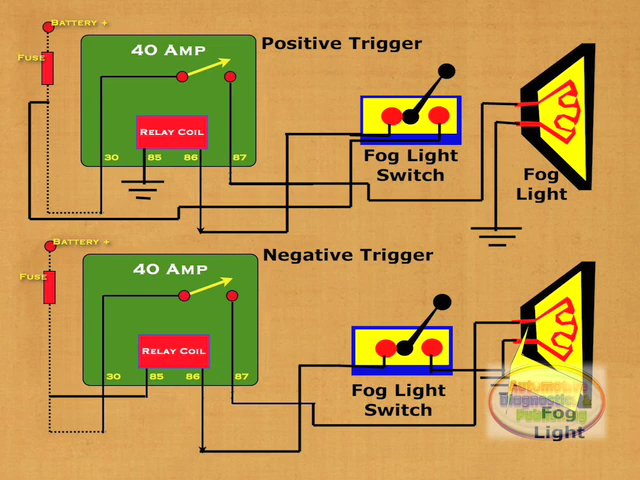 Battery +
Fuse
40 Amp
Positive Trigger
Relay Coil
30 85 86 87
Fog Light
Switch
Fog
Light
Battery +
Fuse
40 Amp
Negative Trigger
Relay Coil
30 85 86 87
Fog Light
Switch
Fog
Light